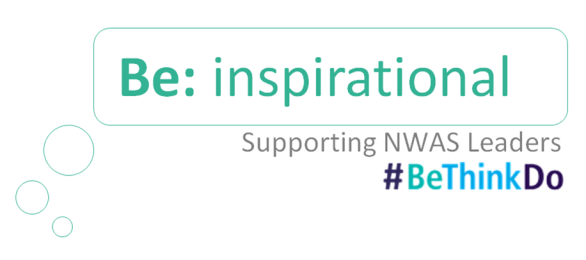 Be: inspirational
Supporting NWAS Leaders
#BeThinkDo